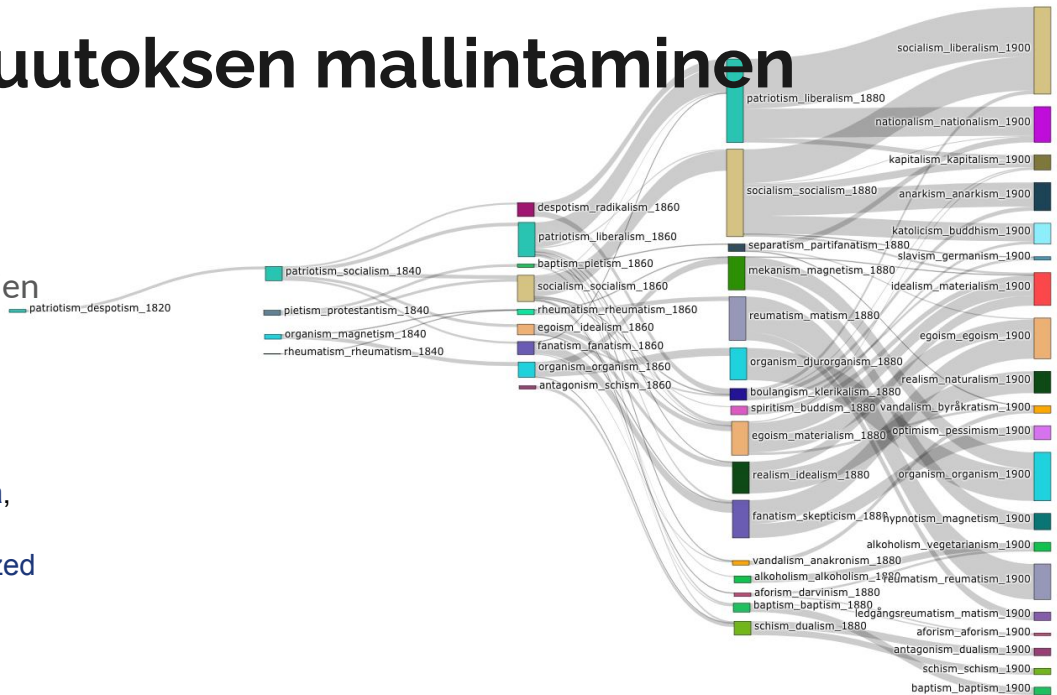 uutoksen mallintaminen
en
zed
patriotism_despotism_1820
patriotism_socialism_1840
pietism_protestantism_1840
organism_magnetism_1840
rheumatism_rheumatism_1840
despotism_radikalism_1860
patriotism_liberalism_1860
baptism_pietism_1860
socialism_socialism_1860
rheumatism_rheumatism_1860
egoism_idealism_1860
fanatism_fanatism_1860
organism_organism_1860
antagonism_schism_1860
patriotism_liberalism_1880
socialism_socialism_1880
separatism_partifanatism_1880
mekanism_magnetism_1880
reumatism_matism_1880
organism_djurorganism_1880
boulangism_klerikalism_1880
spiritism_buddism_1880
egoism_materialism_1880
realism_idealism_1880
fanatism_skepticism_1880
vandalism_anakronism_1880
alkoholism_alkoholism_1880
aforism_darvinism_1880
baptism_baptism_1880
schism_dualism_1880
socialism_liberalism_1900
nationalism_nationalism_1900
kapitalism_kapitalism_1900
anarkism_anarkism_1900
katolicism_buddhism_1900
slavism_germanism_1900
idealism_materialism_1900
egoism_egoism_1900
realism_naturalism_1900
vandalism_byråkratism_1900
optimism_pessimism_1900
organism_organism_1900
hypnotism_magnetism_1900
alkoholism_vegetarianism_1900
reumatism_reumatism_1900
ledgångsreumatism_matism_1900
aforism_aforism_1900
antagonism_dualism_1900
schism_schism_1900
baptism_baptism_1900